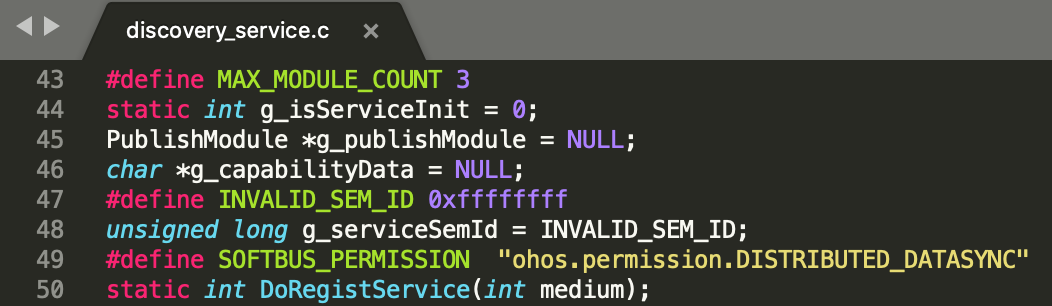 discovery_service.c ×
43 #define MAX_MODULE_COUNT 3
44 static int g_isServiceInit = 0;
45 PublishModule *g_publishModule = NULL;
46 char *g_capabilityData = NULL;
47 #define INVALID_SEM_ID 0xffffffff
48 unsigned long g_serviceSemId = INVALID_SEM_ID;
49 #define SOFTBUS_PERMISSION  "ohos.permission.DISTRIBUTED_DATASYNC"
50 static int DoRegistService(int medium);